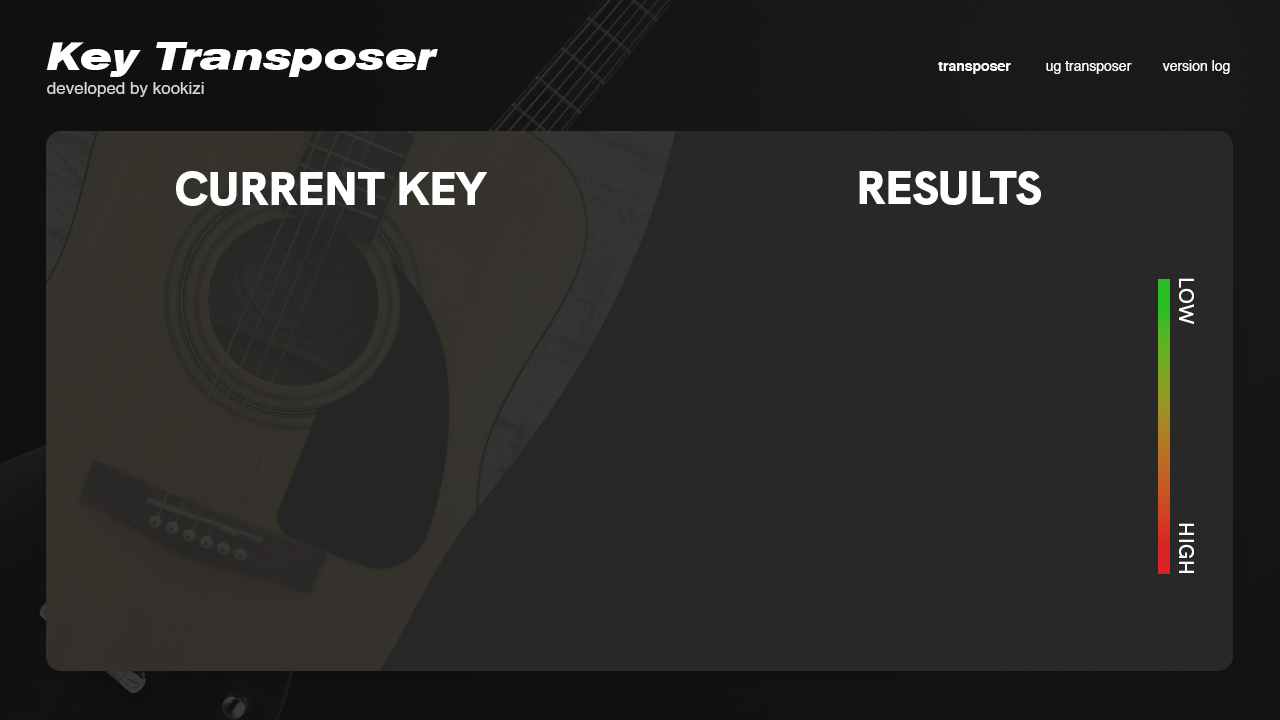 Key Transposer
developed by kookizi
transposer
ug transposer
version log
CURRENT KEY
RESULTS
LOW
HIGH